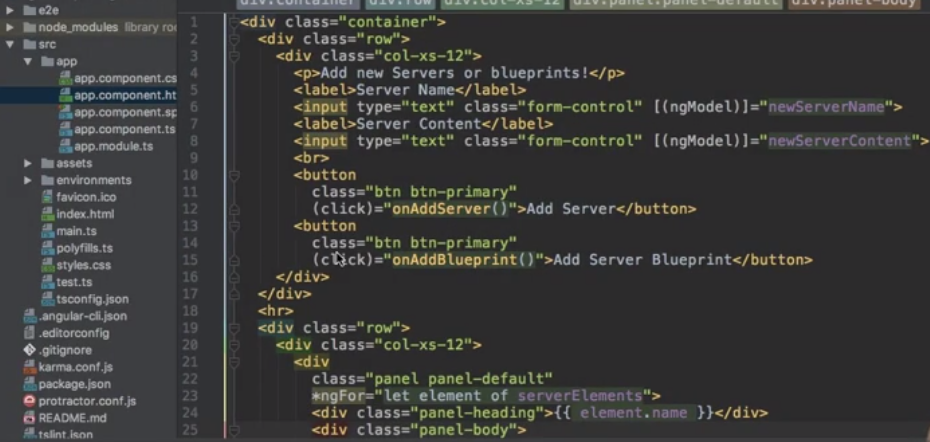 div.container div.row div.col-xs-12 div.panel.panel-default div.panel-body
e2e
node_modules library roo
src
app
app.component.cs
app.component.ht
app.component.sp
app.component.ts
app.module.ts
assets
environments
favicon.ico
index.html
main.ts
polyfills.ts
styles.css
test.ts
tsconfig.json
.angular-cli.json
.editorconfig
.gitignore
karma.conf.js
package.json
protractor.conf.js
README.md
tslint.json
1 <div class="container">
2 <div class="row">
3 <div class="col-xs-12">
4 <p>Add new Servers or blueprints!</p>
5 <label>Server Name</label>
6 <input type="text" class="form-control" [(ngModel)]="newServerName">
7 <label>Server Content</label>
8 <input type="text" class="form-control" [(ngModel)]="newServerContent">
9 <br>
10 <button
11 class="btn btn-primary"
12 (click)="onAddServer()">Add Server</button>
13 <button
14 class="btn btn-primary"
15 (click)="onAddBlueprint()">Add Server Blueprint</button>
16 </div>
17 </div>
18 <hr>
19 <div class="row">
20 <div class="col-xs-12">
21 <div
22 class="panel panel-default"
23 *ngFor="let element of serverElements">
24 <div class="panel-heading">{{ element.name }}</div>
25 <div class="panel-body">